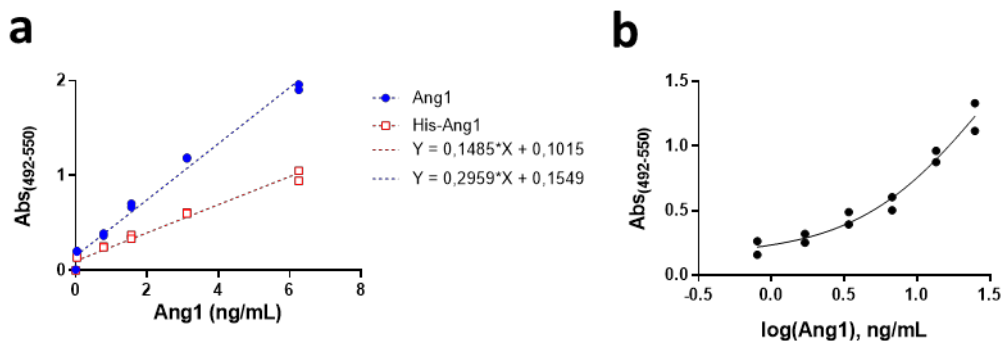 a
2
1
0
Abs(492-550)
0
2
4
6
8
Ang1 (ng/mL)
Ang1
His-Ang1
Y = 0,1485*X + 0,1015
Y = 0,2959*X + 0,1549
b
1.5
1.0
0.5
0.0
Abs(492-550)
-0.5
0.0
0.5
1.0
1.5
log(Ang1), ng/mL